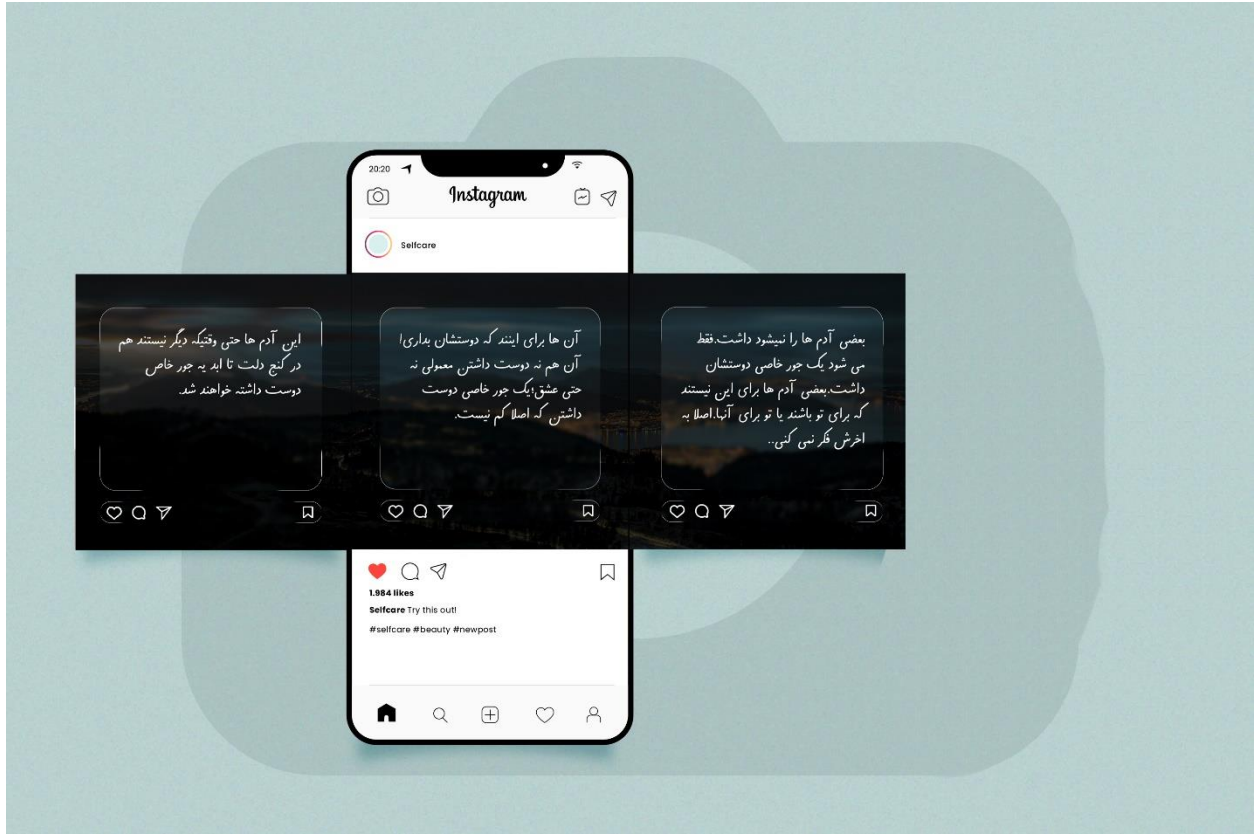 20:20
Instagram
Selfcare
بعضی آدم ها را نمیشود داشت.فقط
می شود یک جور خاصی دوستشان
داشت.بعضی آدم ها برای این نیستند
که برای تو باشند یا تو برای آنها.اصلا به
اخرش فکر نمی کنی..
آن ها برای اینند که دوستشان بداری!
آن هم نه دوست داشتن معمولی نه
حتی عشق؛یک جور خاصی دوست
داشتن که اصلا کم نیست.
این آدم ها حتی وقتیکه دیگر نیستند هم
در کنج دلت تا ابد یه جور خاص
دوست داشته خواهند شد.
1.984 likes
Selfcare Try this out!
#selfcare #beauty #newpost